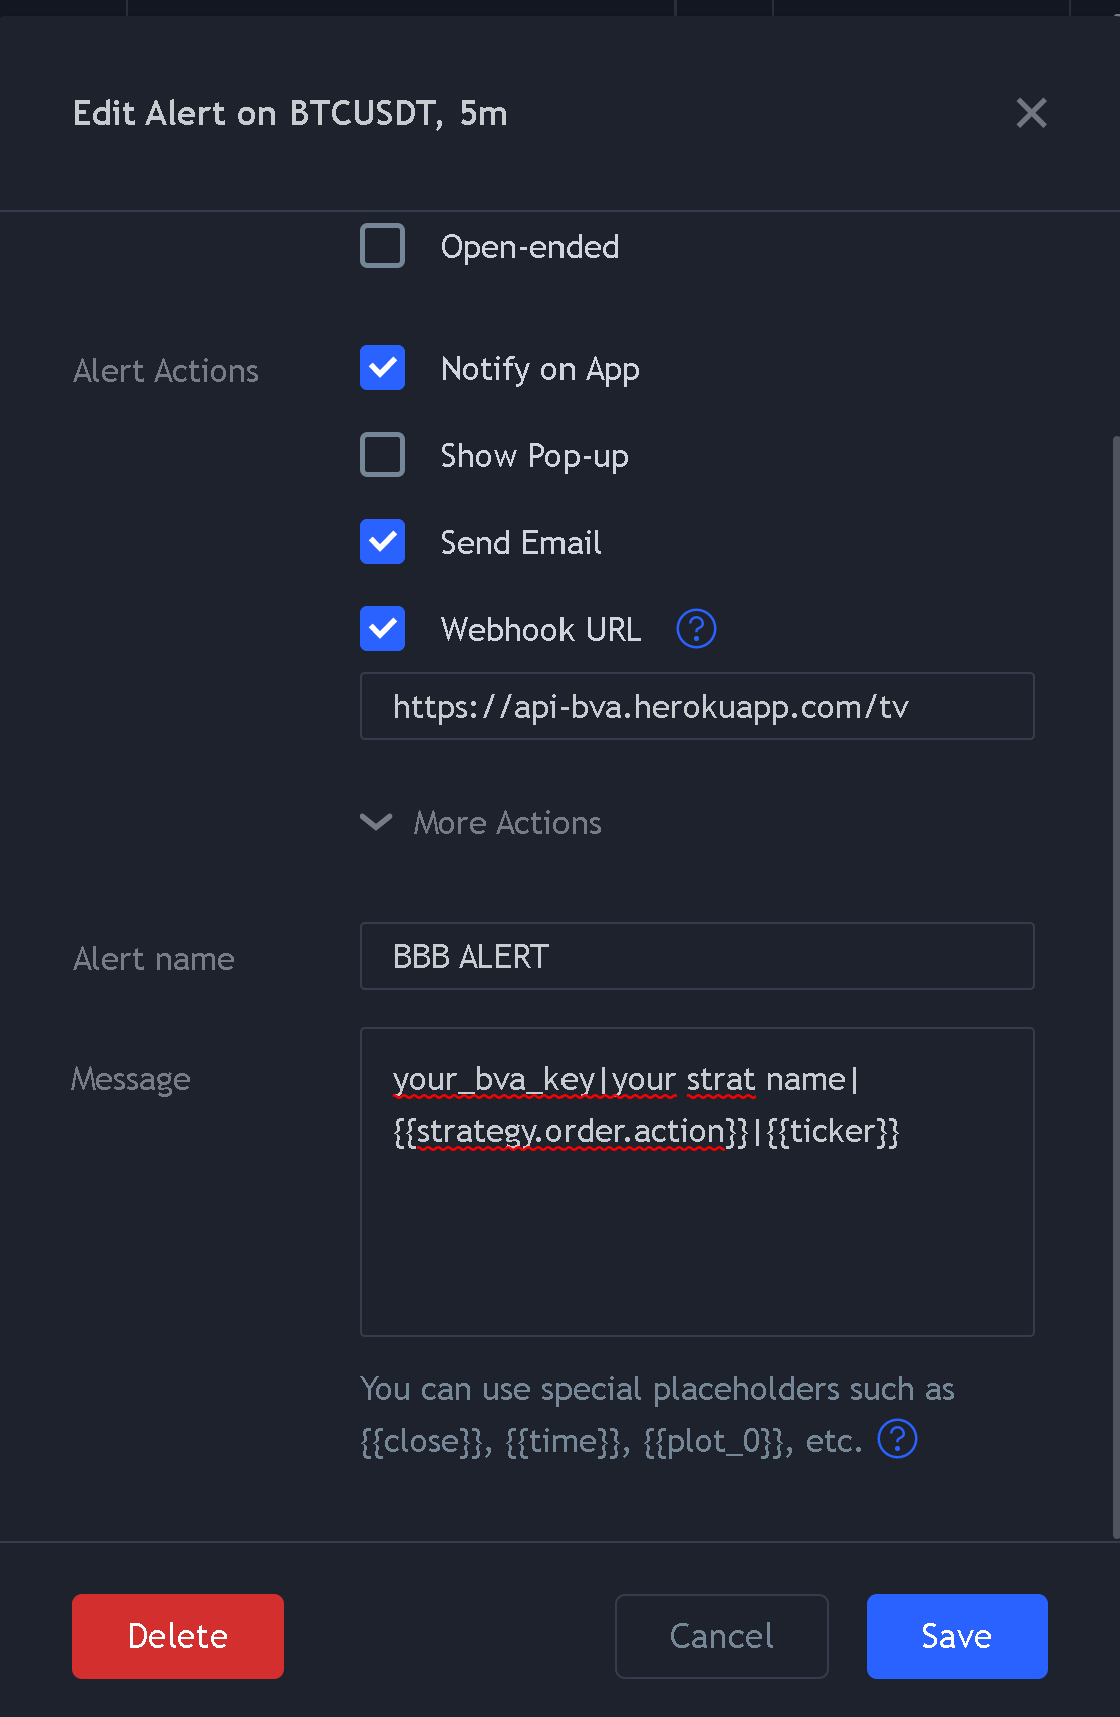 Edit Alert on BTCUSDT, 5m
Open-ended
Alert Actions
Notify on App
Show Pop-up
Send Email
Webhook URL
https://api-bva.herokuapp.com/tv
More Actions
Alert name
BBB ALERT
Message
your_bva_key|your strat name|
{{strategy.order.action}}|{{ticker}}
You can use special placeholders such as
{{close}}, {{time}}, {{plot_0}}, etc.
Delete
Cancel
Save